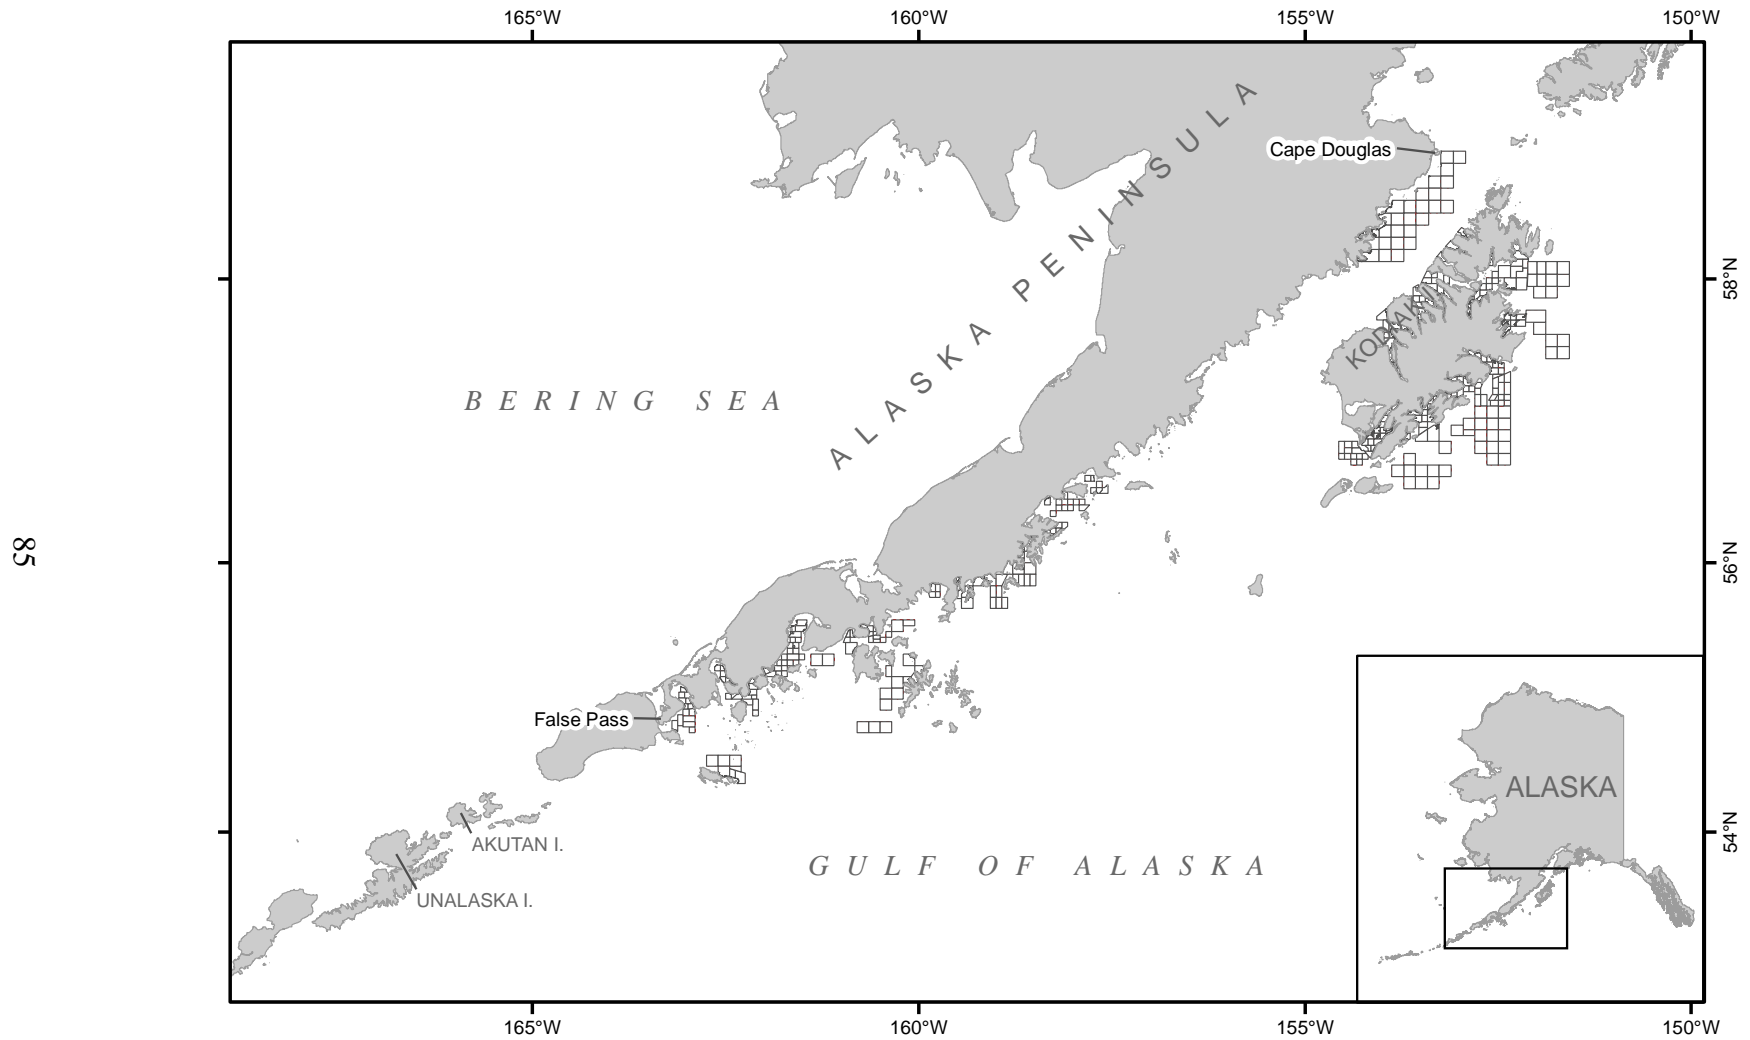 165°W 160°W 155°W 150°W
Cape Douglas
ALASKA PENINSULA
58°N
KODIAK I.
BERING SEA
85
56°N
False Pass
ALASKA
54°N
AKUTAN I.
GULF OF ALASKA
UNALASKA I.
165°W 160°W 155°W 150°W